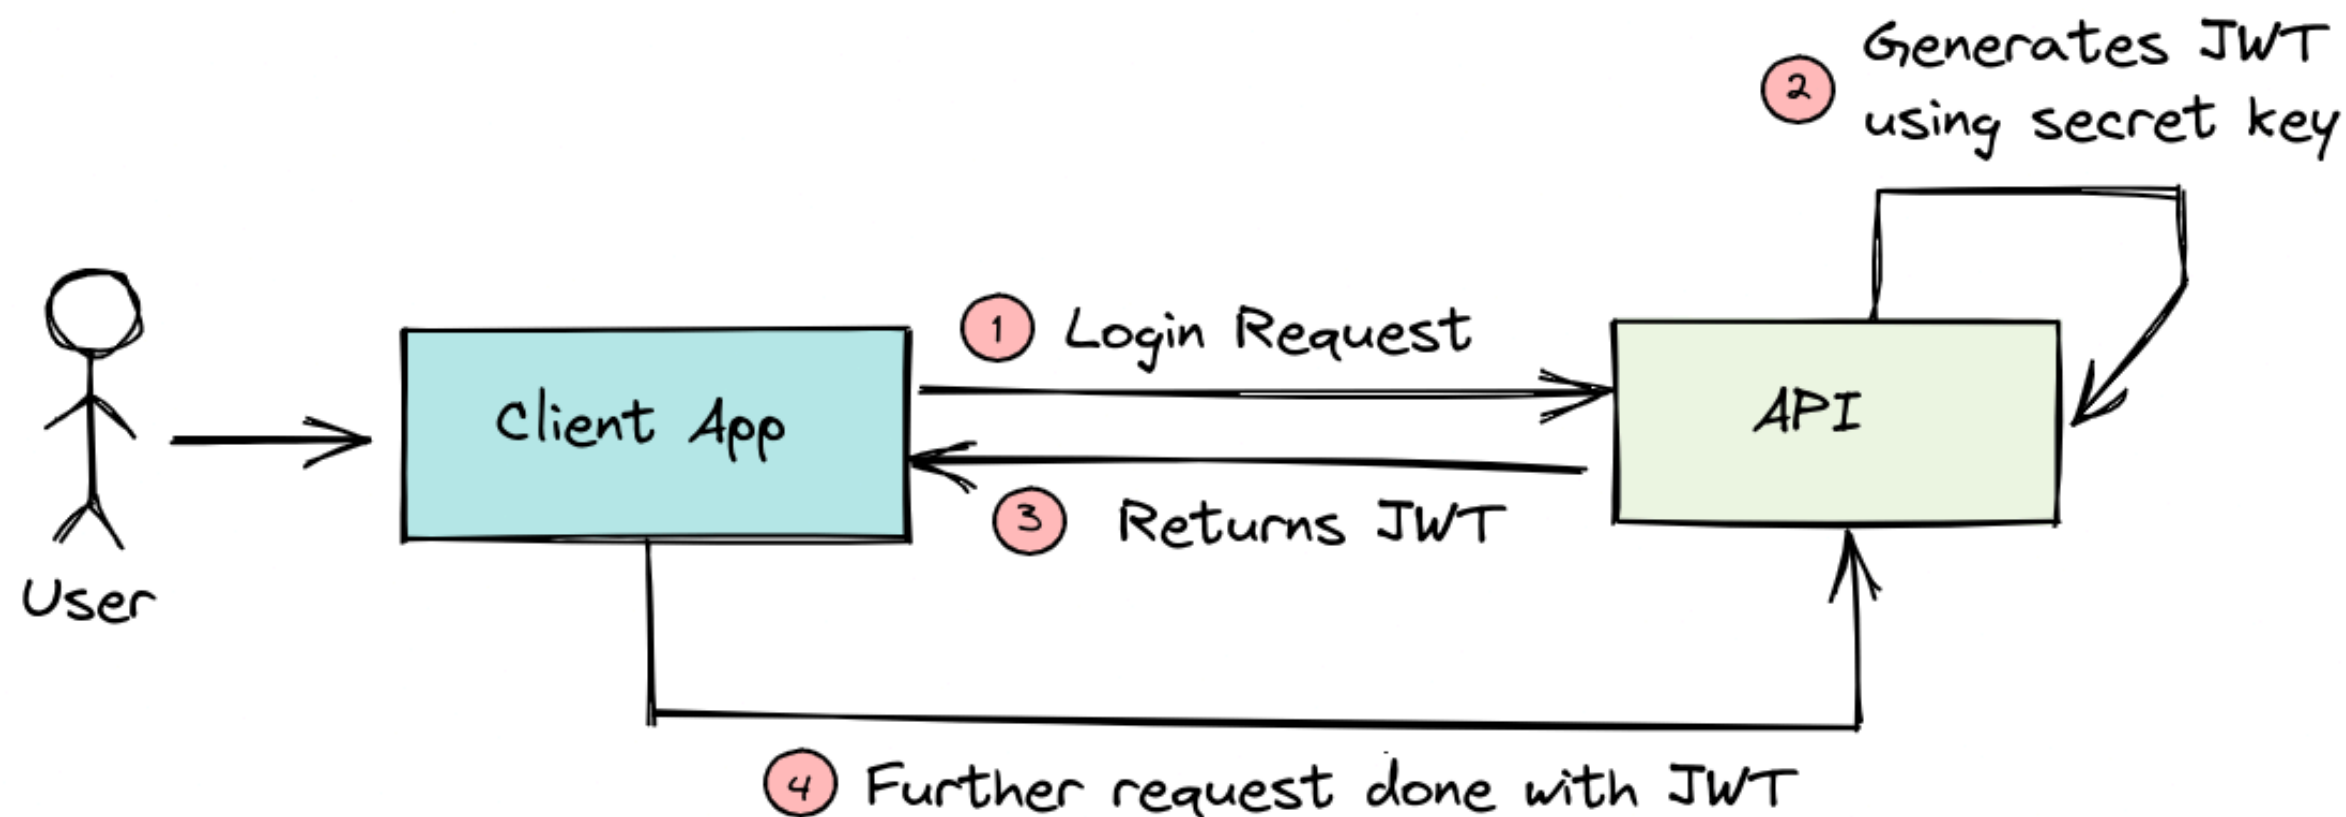 2
Generates JWT
using secret key
1 Login Request
Client App
API
3 Returns JWT
User
4 Further request done with JWT